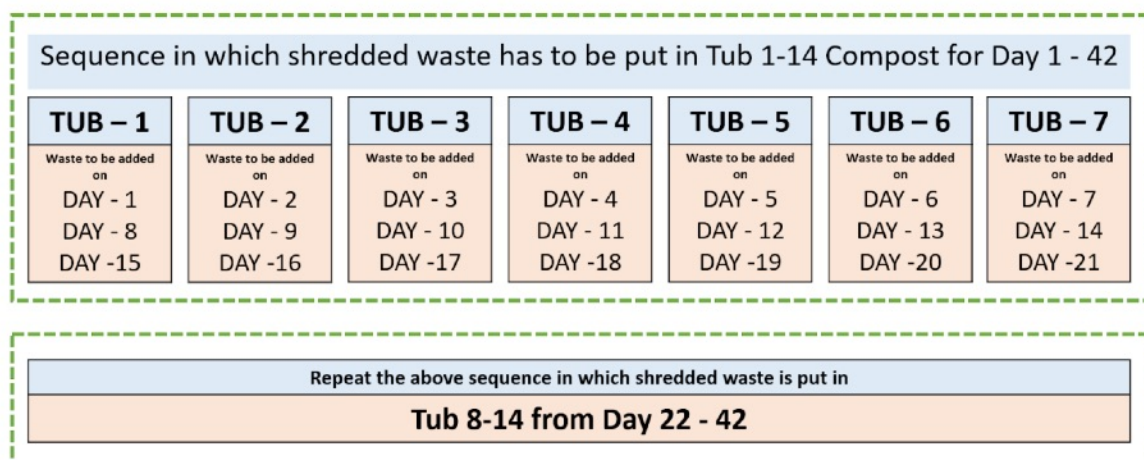 Sequence in which shredded waste has to be put in Tub 1-14 Compost for Day 1 - 42
TUB – 1
Waste to be added
on
DAY - 1
DAY - 8
DAY -15
TUB – 2
Waste to be added
on
DAY - 2
DAY - 9
DAY -16
TUB – 3
Waste to be added
on
DAY - 3
DAY - 10
DAY -17
TUB – 4
Waste to be added
on
DAY - 4
DAY - 11
DAY -18
TUB – 5
Waste to be added
on
DAY - 5
DAY - 12
DAY -19
TUB – 6
Waste to be added
on
DAY - 6
DAY - 13
DAY -20
TUB – 7
Waste to be added
on
DAY - 7
DAY - 14
DAY -21
Repeat the above sequence in which shredded waste is put in
Tub 8-14 from Day 22 - 42